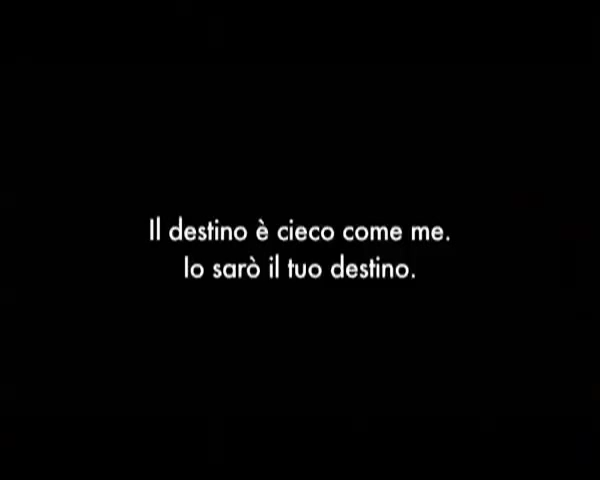 Il destino è cieco come me.
Io sarò il tuo destino.